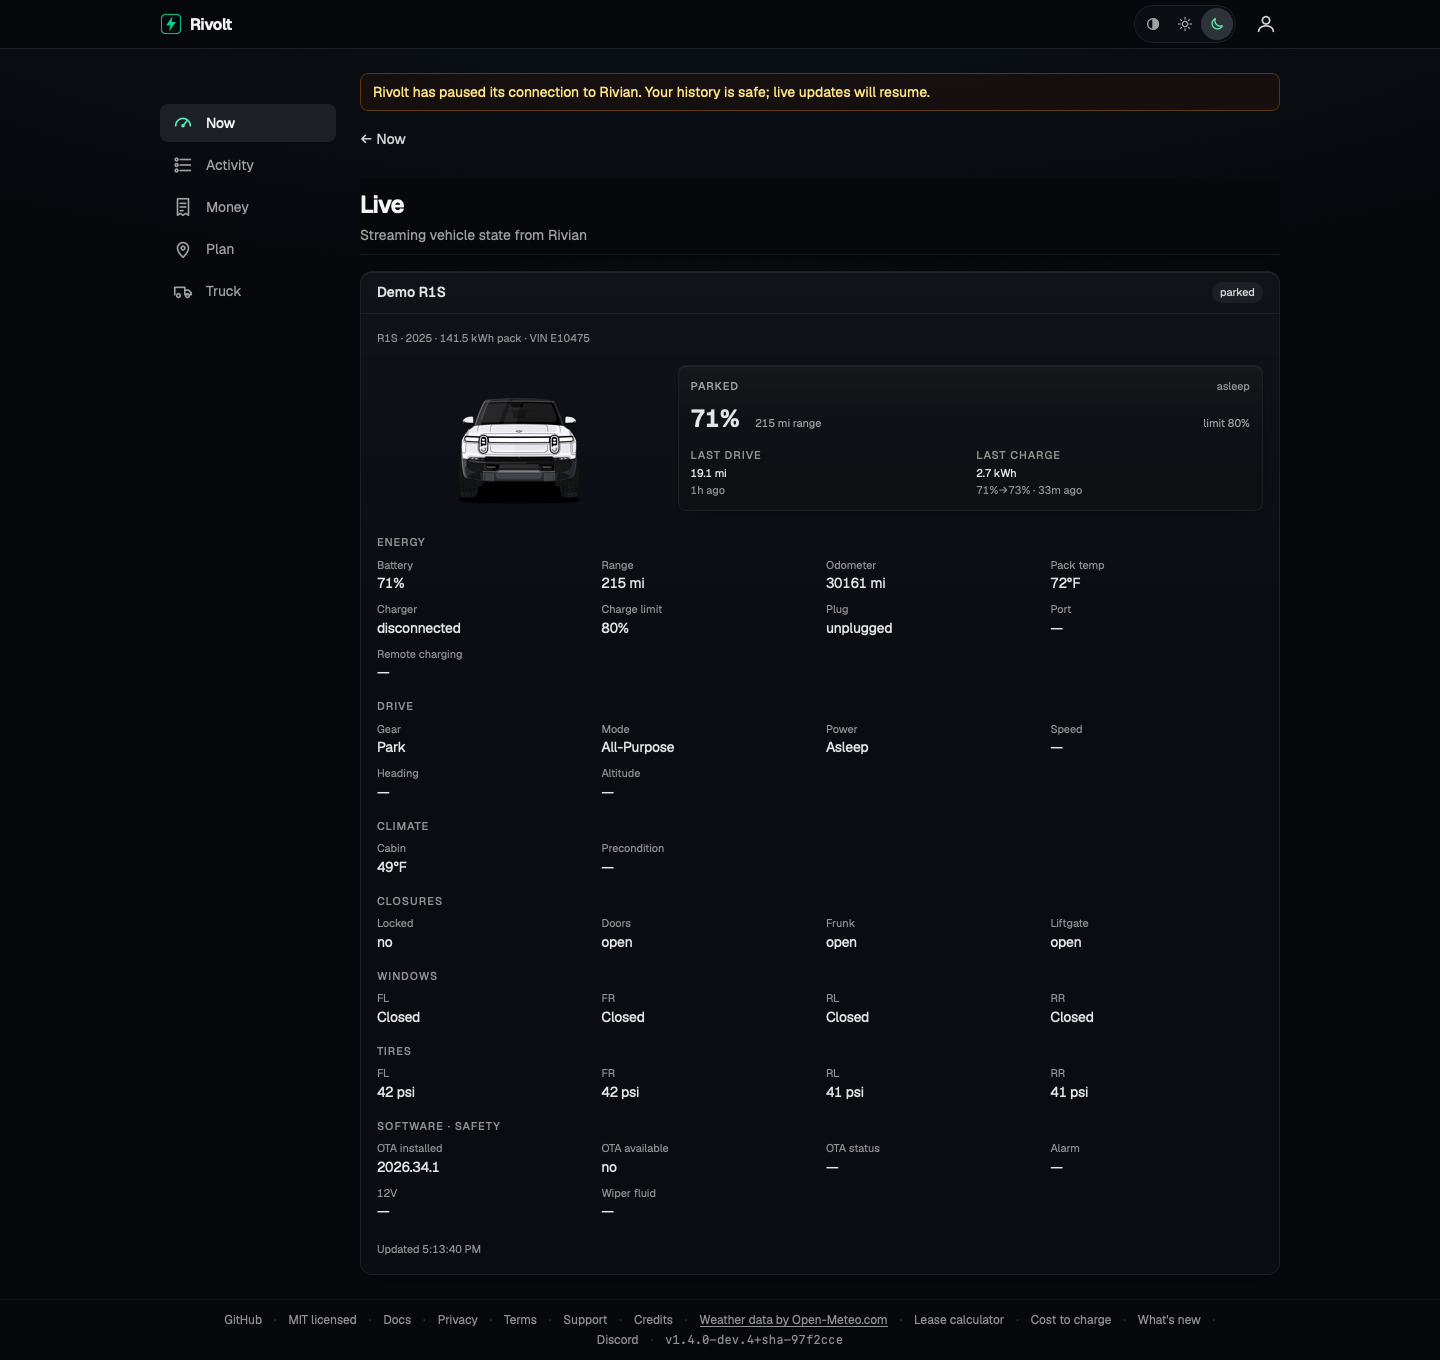 Rivolt
Rivolt has paused its connection to Rivian. Your history is safe; live updates will resume.
Now
Activity
Money
Plan
Truck
← Now
Live
Streaming vehicle state from Rivian
Demo R1S
parked
R1S · 2025 · 141.5 kWh pack · VIN E10475
PARKED
asleep
71% 215 mi range
limit 80%
LAST DRIVE
19.1 mi
1h ago
LAST CHARGE
2.7 kWh
71%→73% · 33m ago
ENERGY
Battery Range Odometer Pack temp
71% 215 mi 30161 mi 72°F
Charger Charge limit Plug Port
disconnected 80% unplugged —
Remote charging
—
DRIVE
Gear Mode Power Speed
Park All-Purpose Asleep —
Heading Altitude
— —
CLIMATE
Cabin Precondition
49°F —
CLOSURES
Locked Doors Frunk Liftgate
no open open open
WINDOWS
FL FR RL RR
Closed Closed Closed Closed
TIRES
FL FR RL RR
42 psi 42 psi 41 psi 41 psi
SOFTWARE · SAFETY
OTA installed OTA available OTA status Alarm
2026.34.1 no — —
12V Wiper fluid
— —
Updated 5:13:40 PM
GitHub · MIT licensed · Docs · Privacy · Terms · Support · Credits · Weather data by Open-Meteo.com · Lease calculator · Cost to charge · What's new ·
Discord · v1.4.0-dev.4+sha-97f2cce